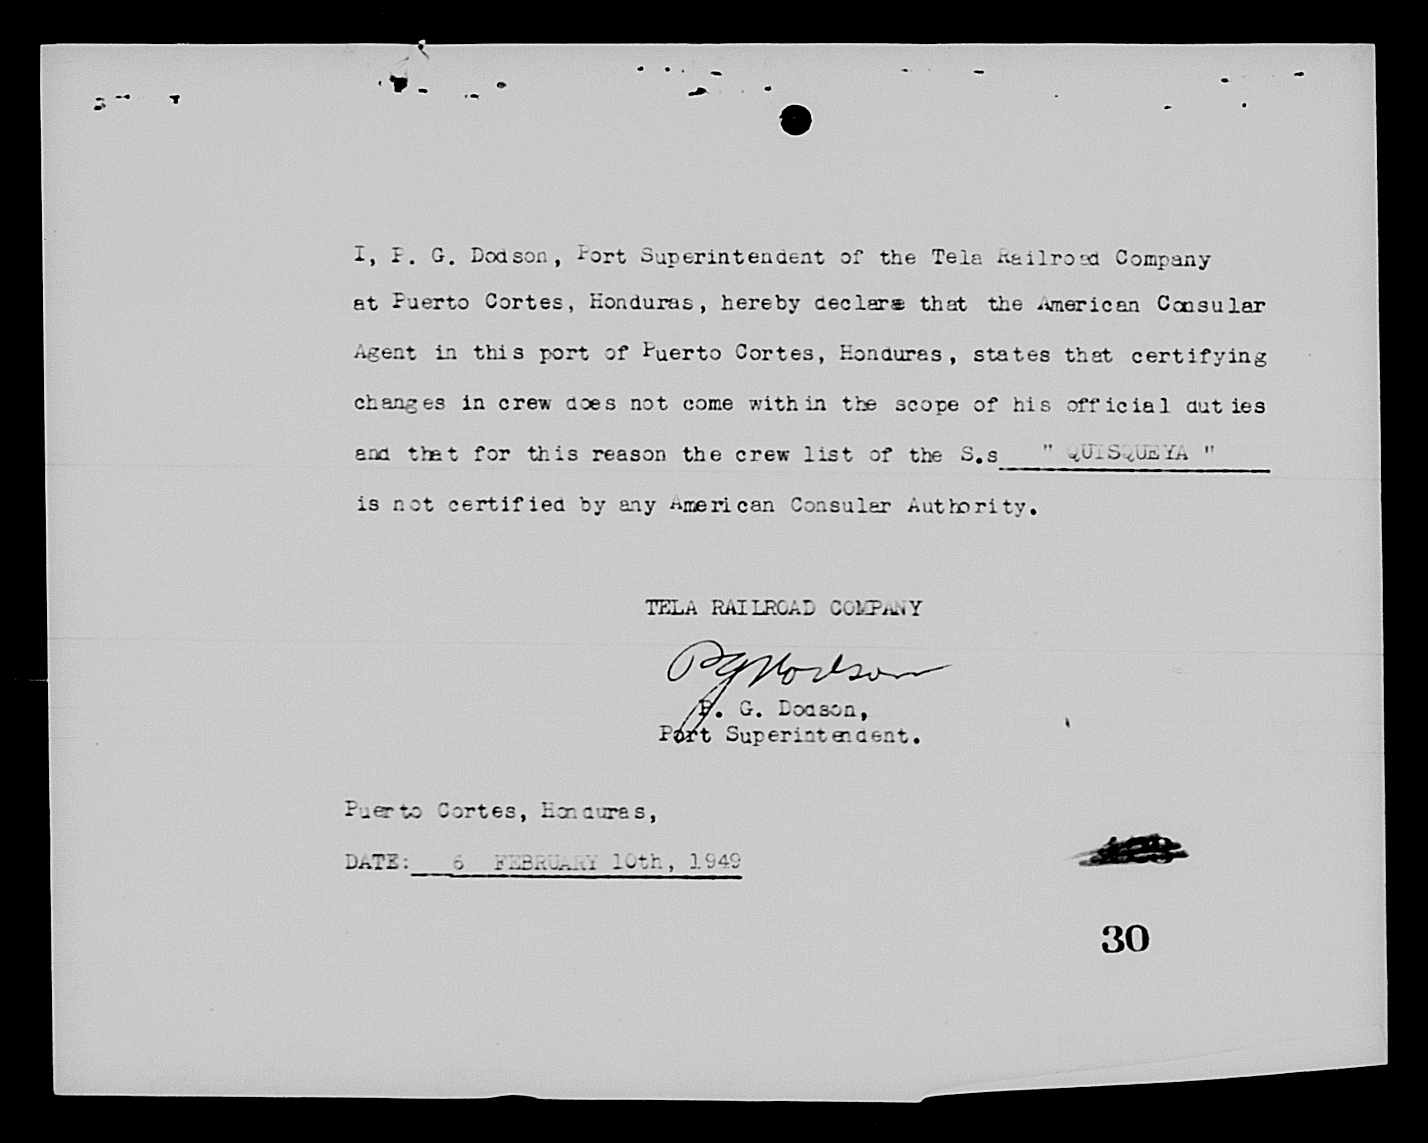 I, P. G. Dodson, Port Superintendent of the Tela Railroad Company
at Puerto Cortes, Honduras, hereby declare that the American Consular
Agent in this port of Puerto Cortes, Honduras, states that certifying
changes in crew does not come within the scope of his official duties
and that for this reason the crew list of the S.s " QUISQUEYA "
is not certified by any American Consular Authority.
TELA RAILROAD COMPANY
PGDodson
P. G. Dodson,
Port Superintendent.
Puerto Cortes, Honduras,
DATE: 6 FEBRUARY 10th, 1949
30